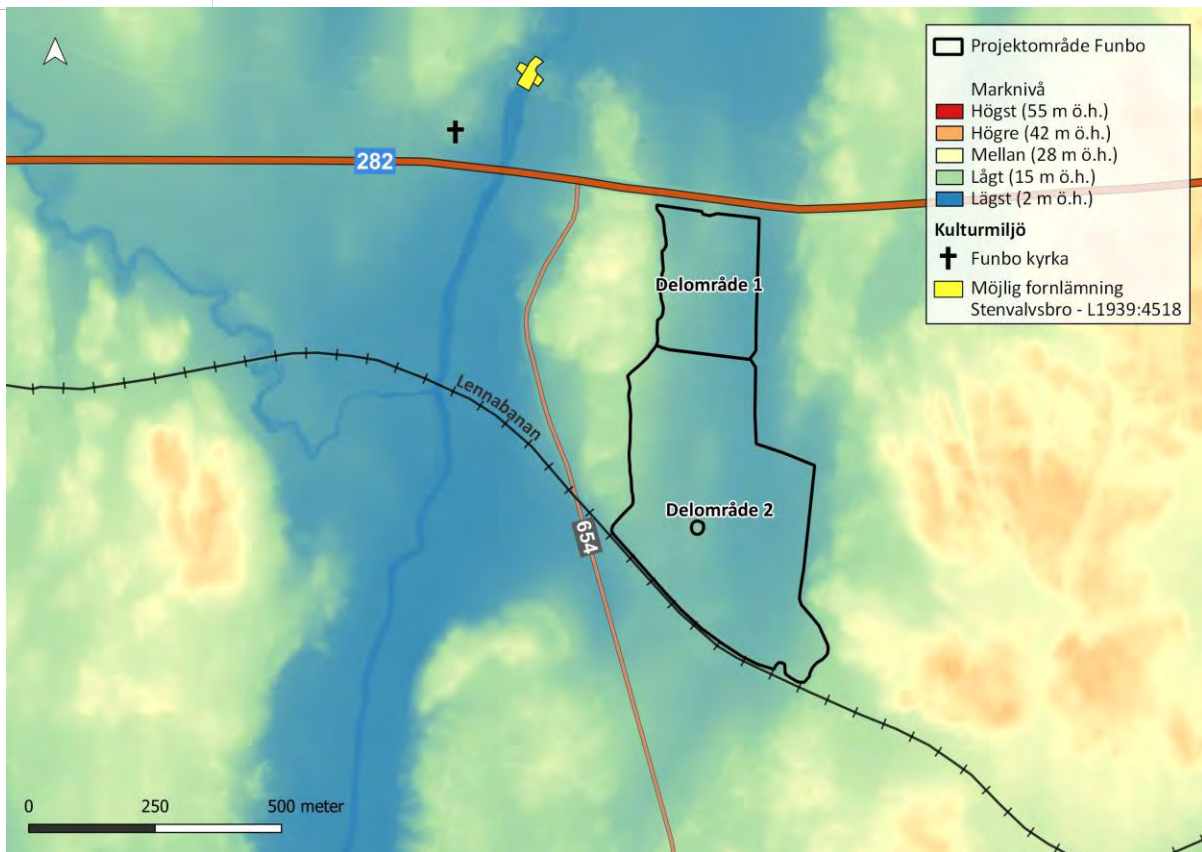 Projektområde Funbo
Marknivå
Högst (55 m ö.h.)
Högre (42 m ö.h.)
Mellan (28 m ö.h.)
Lågt (15 m ö.h.)
Lägst (2 m ö.h.)
Kulturmiljö
Funbo kyrka
Möjlig fornlämning
Stenvalvsbro - L1939:4518
282
Delområde 1
Lennabanan
Delområde 2
654
0 250 500 meter